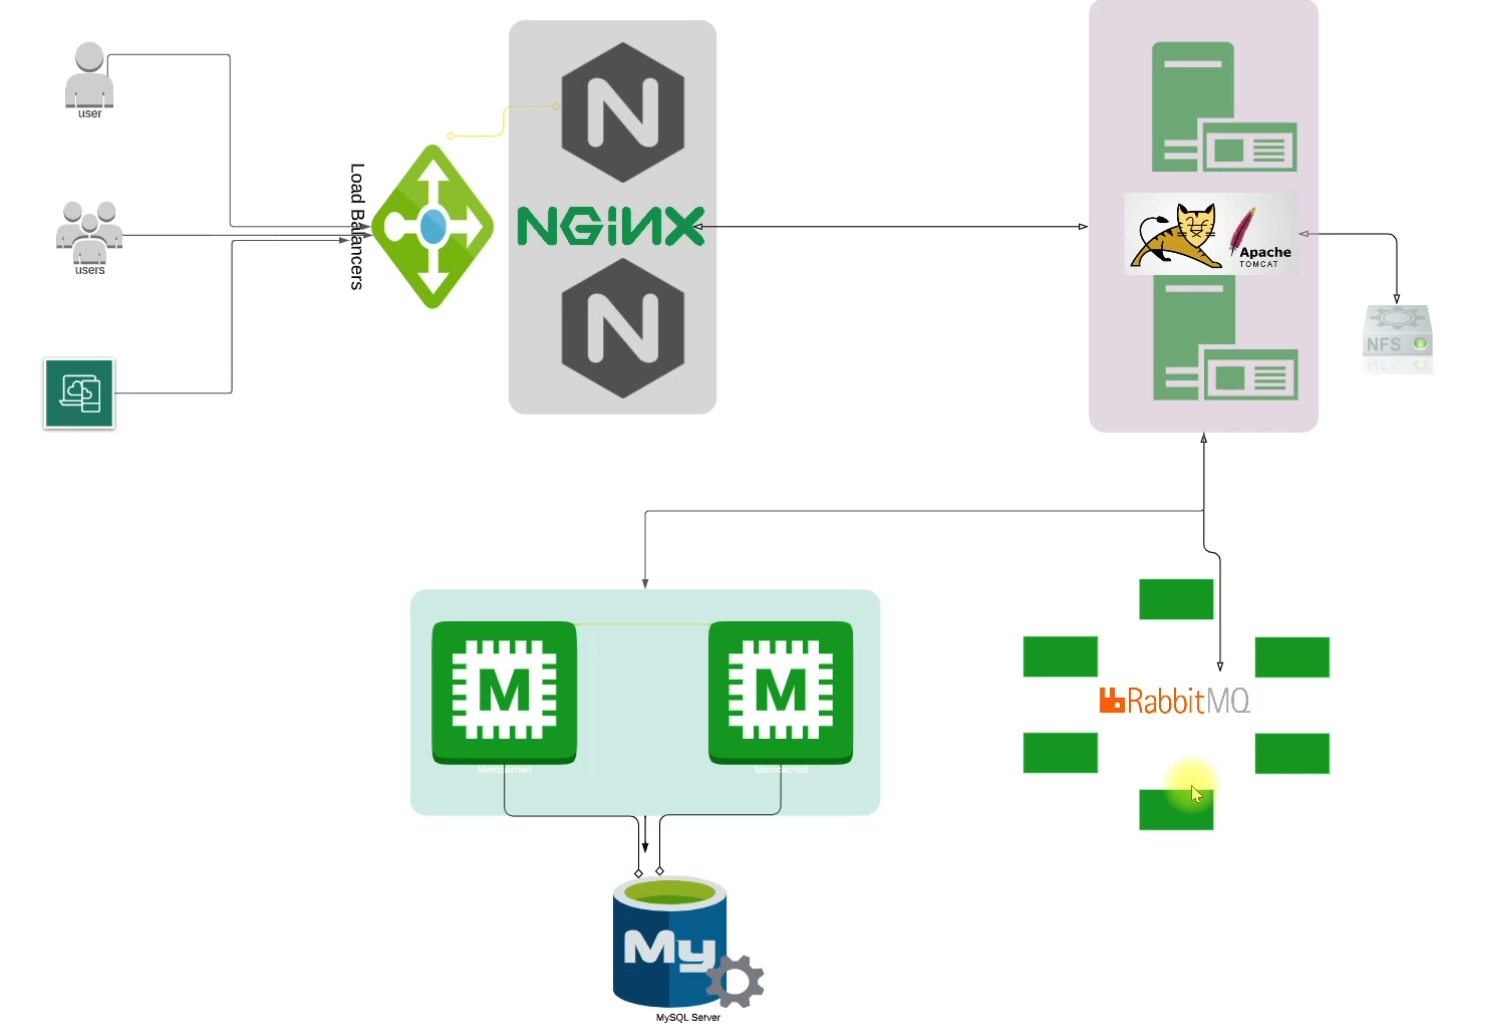 user
users
Load Balancers
N
NGiNX
N
Apache
TOMCAT
NFS
M
M
Memcached
Memcached
RabbitMQ
My
MySQL Server